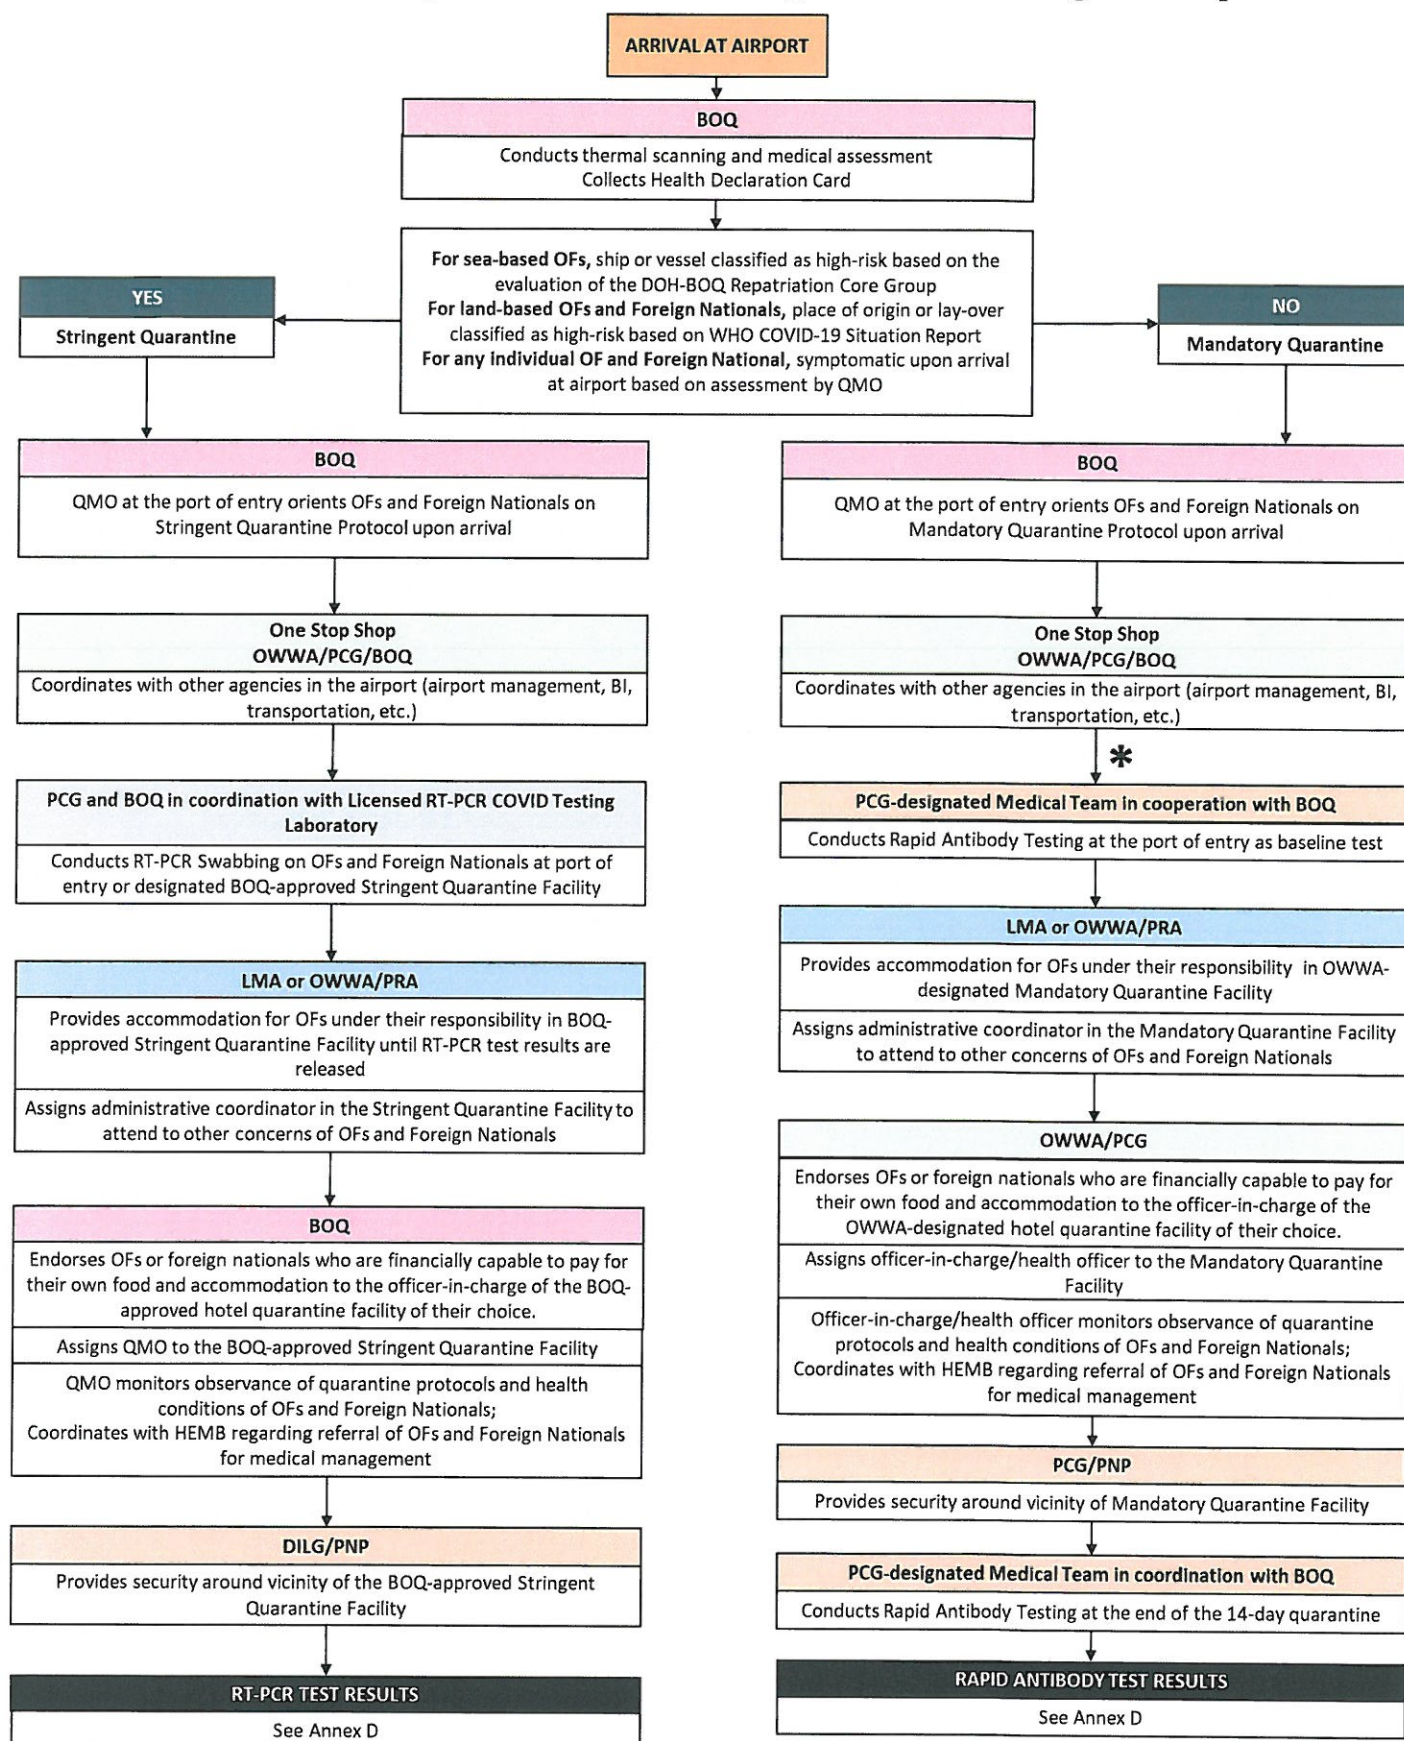 ARRIVAL AT AIRPORT
BOQ
Conducts thermal scanning and medical assessment
Collects Health Declaration Card
For sea-based OFs, ship or vessel classified as high-risk based on the
evaluation of the DOH-BOQ Repatriation Core Group
For land-based OFs and Foreign Nationals, place of origin or lay-over
classified as high-risk based on WHO COVID-19 Situation Report
For any individual OF and Foreign National, symptomatic upon arrival
at airport based on assessment by QMO
YES
Stringent Quarantine
NO
Mandatory Quarantine
BOQ
QMO at the port of entry orients OFs and Foreign Nationals on
Stringent Quarantine Protocol upon arrival
One Stop Shop
OWWA/PCG/BOQ
Coordinates with other agencies in the airport (airport management, BI,
transportation, etc.)
PCG and BOQ in coordination with Licensed RT-PCR COVID Testing
Laboratory
Conducts RT-PCR Swabbing on OFs and Foreign Nationals at port of
entry or designated BOQ-approved Stringent Quarantine Facility
LMA or OWWA/PRA
Provides accommodation for OFs under their responsibility in BOQ-
approved Stringent Quarantine Facility until RT-PCR test results are
released
Assigns administrative coordinator in the Stringent Quarantine Facility to
attend to other concerns of OFs and Foreign Nationals
BOQ
Endorses OFs or foreign nationals who are financially capable to pay for
their own food and accommodation to the officer-in-charge of the BOQ-
approved hotel quarantine facility of their choice.
Assigns QMO to the BOQ-approved Stringent Quarantine Facility
QMO monitors observance of quarantine protocols and health
conditions of OFs and Foreign Nationals;
Coordinates with HEMB regarding referral of OFs and Foreign Nationals
for medical management
DILG/PNP
Provides security around vicinity of the BOQ-approved Stringent
Quarantine Facility
RT-PCR TEST RESULTS
See Annex D
BOQ
QMO at the port of entry orients OFs and Foreign Nationals on
Mandatory Quarantine Protocol upon arrival
One Stop Shop
OWWA/PCG/BOQ
Coordinates with other agencies in the airport (airport management, BI,
transportation, etc.)
*
PCG-designated Medical Team in cooperation with BOQ
Conducts Rapid Antibody Testing at the port of entry as baseline test
LMA or OWWA/PRA
Provides accommodation for OFs under their responsibility in OWWA-
designated Mandatory Quarantine Facility
Assigns administrative coordinator in the Mandatory Quarantine Facility
to attend to other concerns of OFs and Foreign Nationals
OWWA/PCG
Endorses OFs or foreign nationals who are financially capable to pay for
their own food and accommodation to the officer-in-charge of the
OWWA-designated hotel quarantine facility of their choice.
Assigns officer-in-charge/health officer to the Mandatory Quarantine
Facility
Officer-in-charge/health officer monitors observance of quarantine
protocols and health conditions of OFs and Foreign Nationals;
Coordinates with HEMB regarding referral of OFs and Foreign Nationals
for medical management
PCG/PNP
Provides security around vicinity of Mandatory Quarantine Facility
PCG-designated Medical Team in coordination with BOQ
Conducts Rapid Antibody Testing at the end of the 14-day quarantine
RAPID ANTIBODY TEST RESULTS
See Annex D